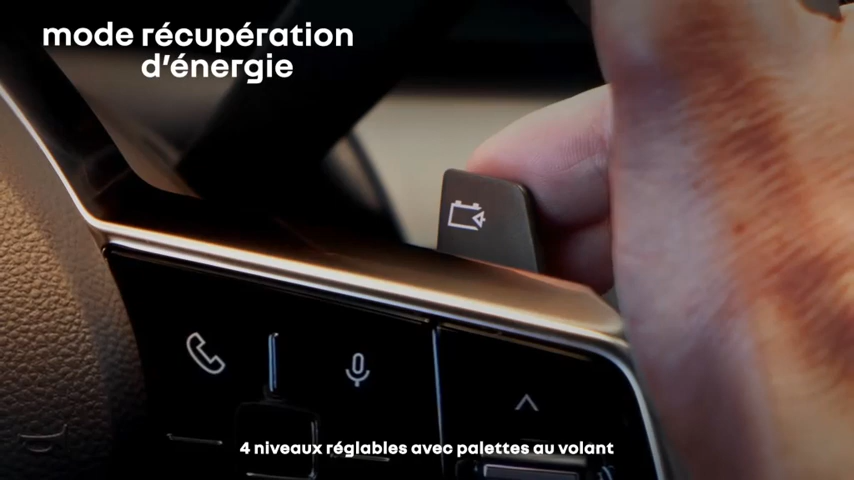 mode récupération
d’énergie
4 niveaux réglables avec palettes au volant